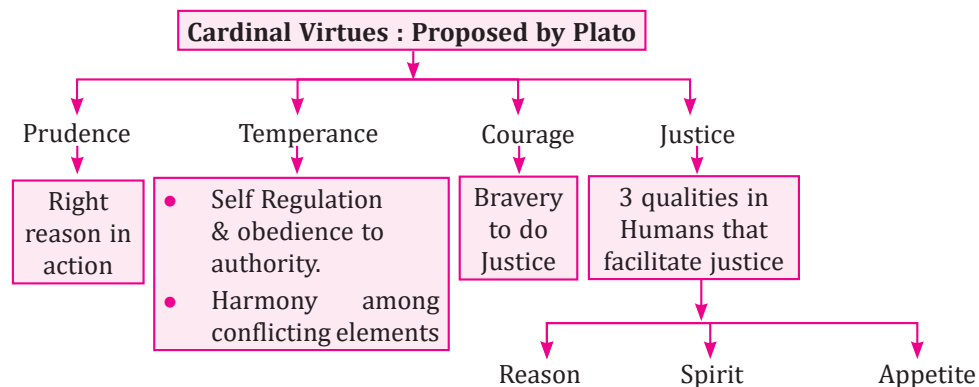 Cardinal Virtues : Proposed by Plato
Prudence
Temperance
Courage
Justice
Right
reason in
action
● Self Regulation
& obedience to
authority.
● Harmony among
conflicting elements
Bravery
to do
Justice
3 qualities in
Humans that
facilitate justice
Reason
Spirit
Appetite